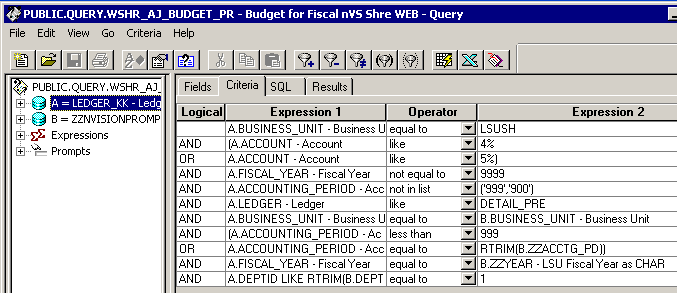 PUBLIC.QUERY.WSHR_AJ_BUDGET_PR - Budget for Fiscal nVS Shre WEB - Query
File Edit View Go Criteria Help
PUBLIC.QUERY.WSHR_AJ_
A = LEDGER_KK - Ledg
B = ZZNVISIONPROMP
Expressions
Prompts
Fields Criteria SQL Results
Logical Expression 1 Operator Expression 2
A.BUSINESS_UNIT - Business U equal to LSUSH
AND (A.ACCOUNT - Account like 4%
OR A.ACCOUNT - Account like 5%)
AND A.FISCAL_YEAR - Fiscal Year not equal to 9999
AND A.ACCOUNTING_PERIOD - Acc not in list ('999','900')
AND A.LEDGER - Ledger like DETAIL_PRE
AND A.BUSINESS_UNIT - Business U equal to B.BUSINESS_UNIT - Business Unit
AND (A.ACCOUNTING_PERIOD - Ac less than 999
OR A.ACCOUNTING_PERIOD - Acc equal to RTRIM(B.ZZACCTG_PD))
AND A.FISCAL_YEAR - Fiscal Year equal to B.ZZYEAR - LSU Fiscal Year as CHAR
AND A.DEPTID LIKE RTRIM(B.DEPT equal to 1